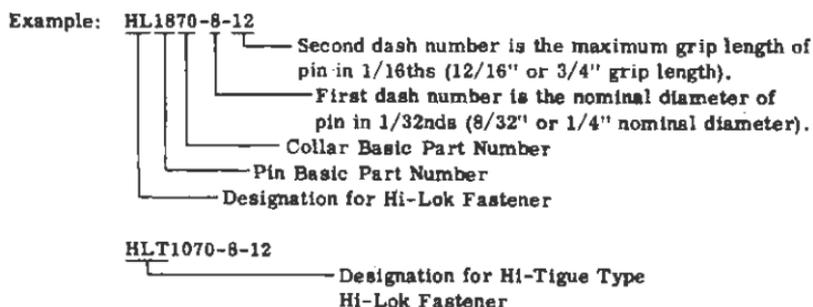 Example: HL1870-8-12
Second dash number is the maximum grip length of
pin in 1/16ths (12/16" or 3/4" grip length).
First dash number is the nominal diameter of
pin in 1/32nds (8/32" or 1/4" nominal diameter).
Collar Basic Part Number
Pin Basic Part Number
Designation for Hi-Lok Fastener
HLT1070-8-12
Designation for Hi-Tigue Type
Hi-Lok Fastener